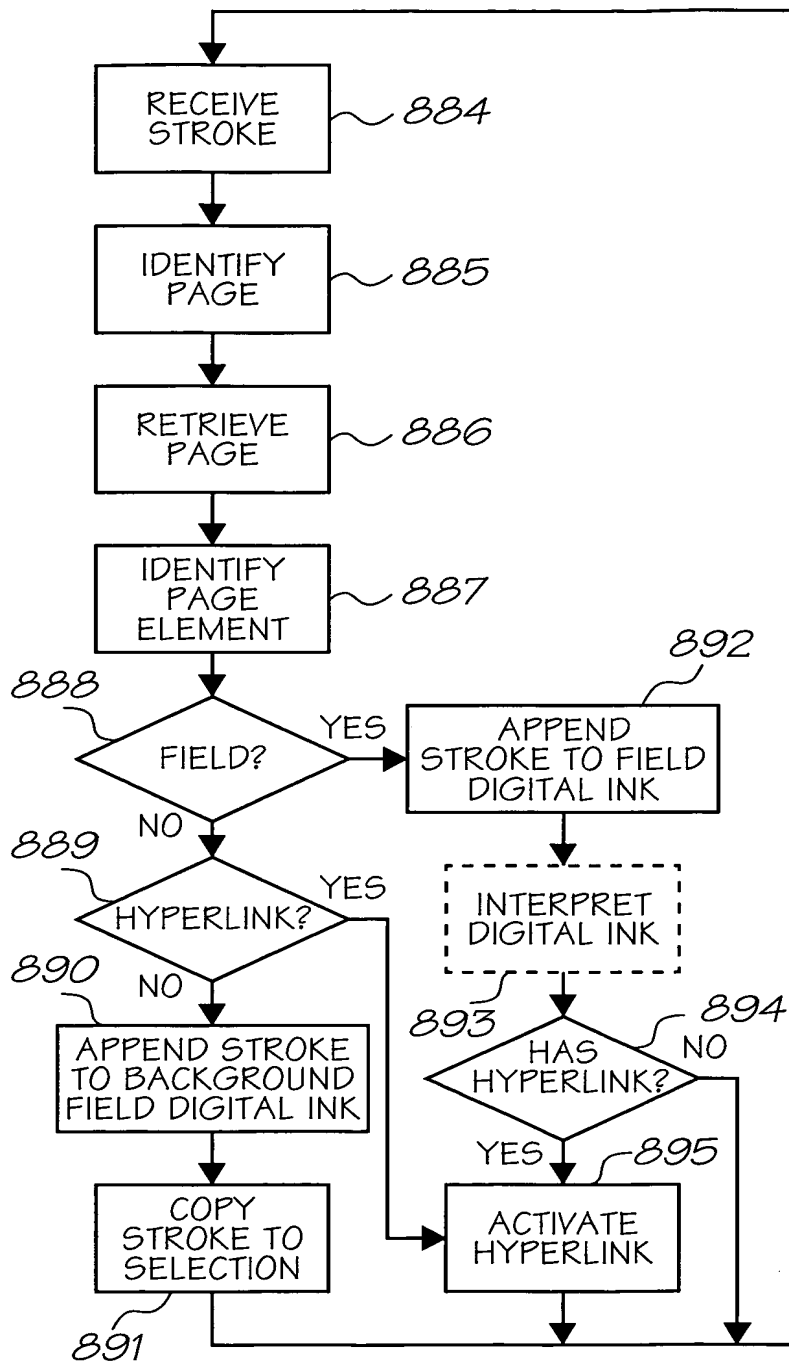 RECEIVE
STROKE
884
IDENTIFY
PAGE
885
RETRIEVE
PAGE
886
IDENTIFY
PAGE
ELEMENT
887
888
FIELD?
YES
NO
892
APPEND
STROKE TO FIELD
DIGITAL INK
889
HYPERLINK?
YES
NO
INTERPRET
DIGITAL INK
893
890
APPEND STROKE
TO BACKGROUND
FIELD DIGITAL INK
894
HAS
HYPERLINK?
NO
YES
895
COPY
STROKE TO
SELECTION
891
ACTIVATE
HYPERLINK